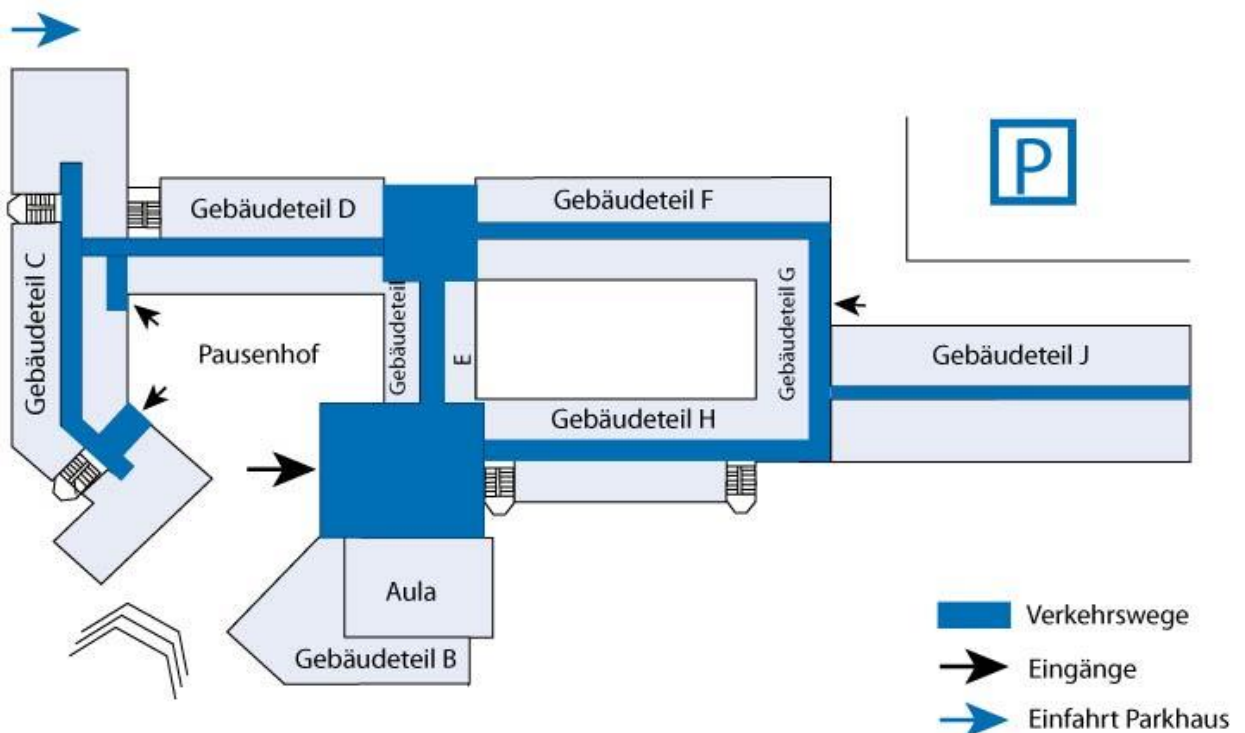 P
Gebäudeteil D
Gebäudeteil F
Gebäudeteil C
Gebäudeteil
E
Gebäudeteil G
Pausenhof
Gebäudeteil J
Gebäudeteil H
Aula
Gebäudeteil B
Verkehrswege
Eingänge
Einfahrt Parkhaus